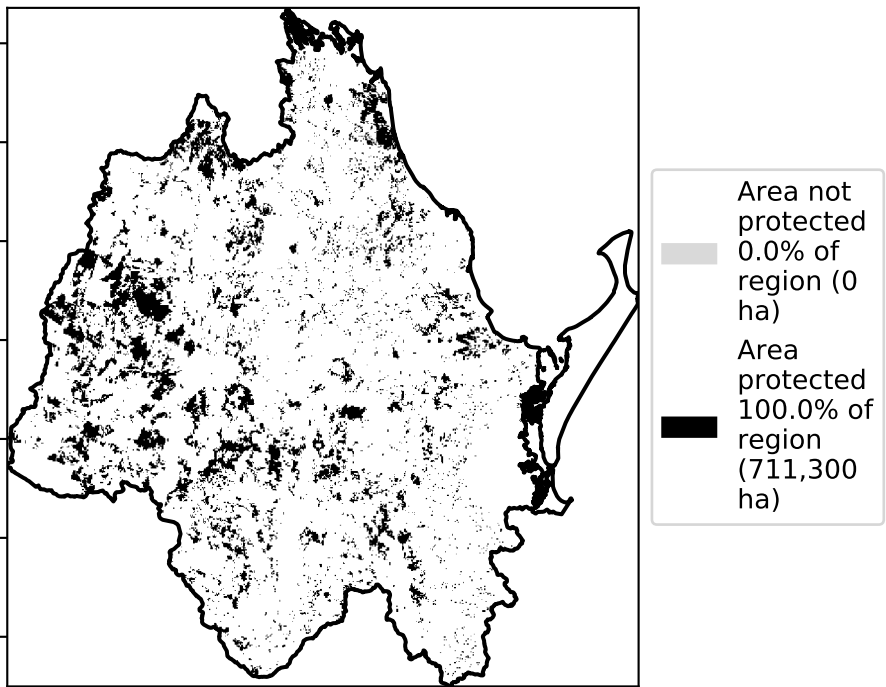 Area not
protected
0.0% of
region (0
ha)
Area
protected
100.0% of
region
(711,300
ha)